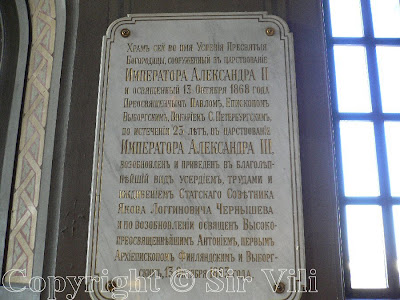 Храмъ сей во имя Успенія Пресвятыя
Богородицы, сооруженный въ царствованіе
Императора Александра II
и освященный 13 Октября 1868 года
Преосвященнымъ Павломъ, Епископомъ
Выборгскимъ, Викаріемъ С. Петербургскимъ,
по истеченіи 25 лѣтъ, въ царствованіе
Императора Александра III,
возобновленъ и приведенъ въ благолѣп-
нѣйшій видъ усердіемъ, трудами и
иждивеніемъ Статскаго Совѣтника
Якова Логгиновича Чернышева
и по возобновленіи освященъ Высоко-
преосвященнѣйшимъ Антоніемъ, первымъ
Архіепископомъ Финляндскимъ и Выборг-
скимъ, 13 года
Copyright © Sir Vili